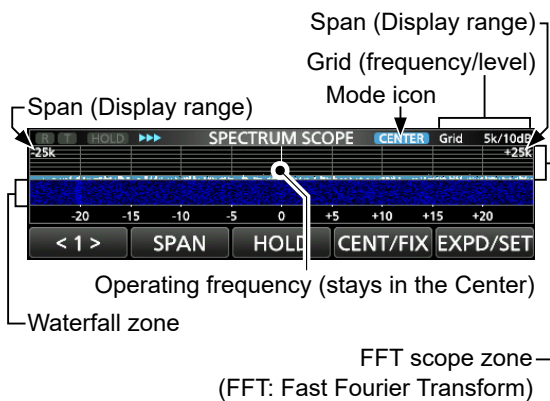 Span (Display range)
Grid (frequency/level)
Mode icon
Span (Display range)
R T HOLD SPECTRUM SCOPE CENTER Grid 5k/10dB
-25k +25k
-20 -15 -10 -5 0 +5 +10 +15 +20
< 1 > SPAN HOLD CENT/FIX EXPD/SET
Operating frequency (stays in the Center)
Waterfall zone
FFT scope zone
(FFT: Fast Fourier Transform)